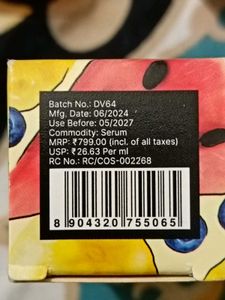 Batch No.: DV64
Mfg. Date: 06/2024
Use Before: 05/2027
Commodity: Serum
MRP: ₹799.00 (incl. of all taxes)
USP: ₹26.63 Per ml
RC No.: RC/COS-002268
8 904320 755065